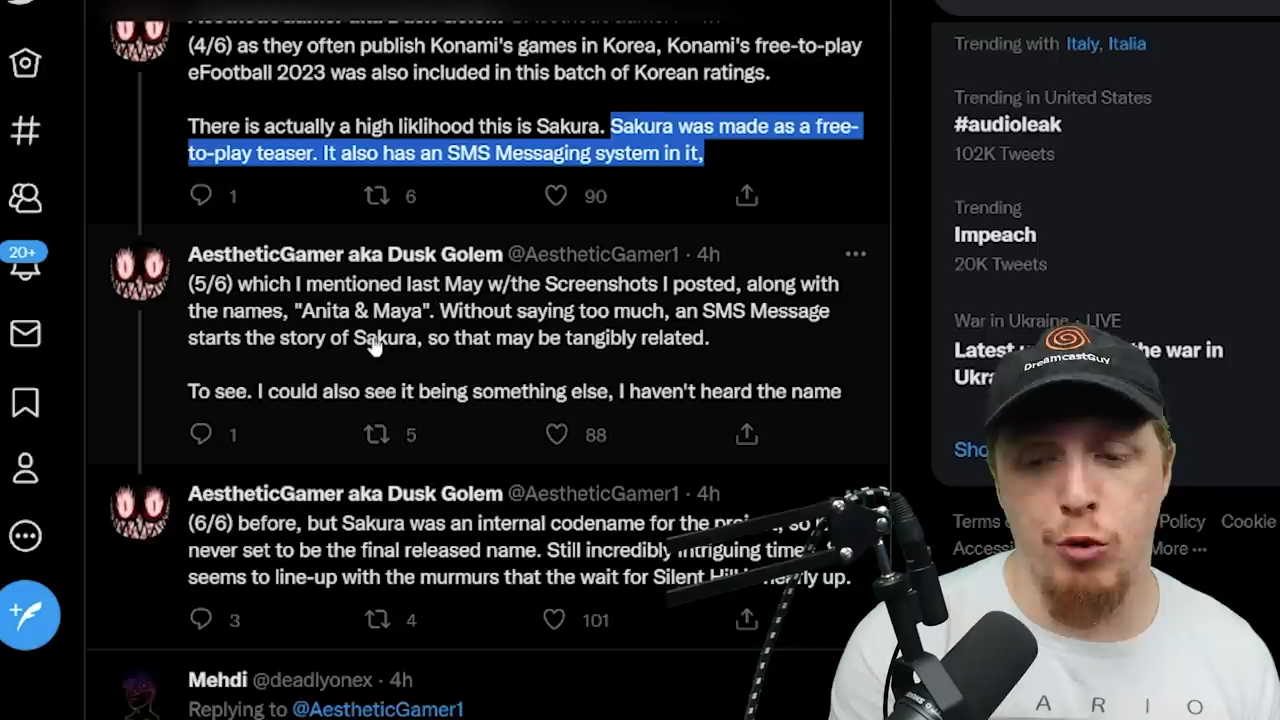 (4/6) as they often publish Konami's games in Korea, Konami's free-to-play
eFootball 2023 was also included in this batch of Korean ratings.
There is actually a high liklihood this is Sakura. Sakura was made as a free-
to-play teaser. It also has an SMS Messaging system in it,
1 6 90
AestheticGamer aka Dusk Golem @AestheticGamer1 · 4h
(5/6) which I mentioned last May w/the Screenshots I posted, along with
the names, "Anita & Maya". Without saying too much, an SMS Message
starts the story of Sakura, so that may be tangibly related.
To see. I could also see it being something else, I haven't heard the name
1 5 88
AestheticGamer aka Dusk Golem @AestheticGamer1 · 4h
(6/6) before, but Sakura was an internal codename for the
never set to be the final released name. Still incredibly intriguing
seems to line-up with the murmurs that the wait for Silent up.
3 4 101
Mehdi @deadlyonex · 4h
Replying to @AestheticGamer1
20+
Trending with Italy, Italia
Trending in United States
#audioleak
102K Tweets
Trending
Impeach
20K Tweets
War in Ukraine · LIVE
the war in
DreamcastGuy
Terms Policy Cookie
More ···
A R I O